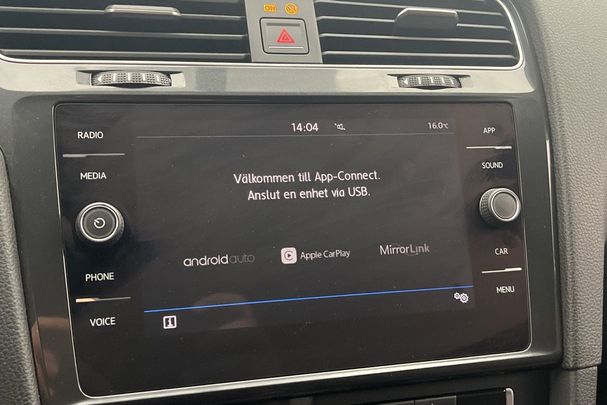 RADIO
MEDIA
PHONE
VOICE
14:04
16.0°C
Välkommen till App-Connect.
Anslut en enhet via USB.
androidauto
Apple CarPlay
MirrorLink
APP
SOUND
CAR
MENU